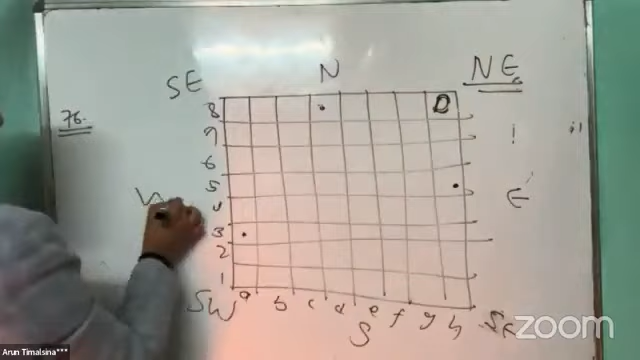 SE N NE
76.
8
7
6
5
4
3
2
1
D
W
E
SW a b c d e f g h SE
S
zoom
Arun Timalsina***